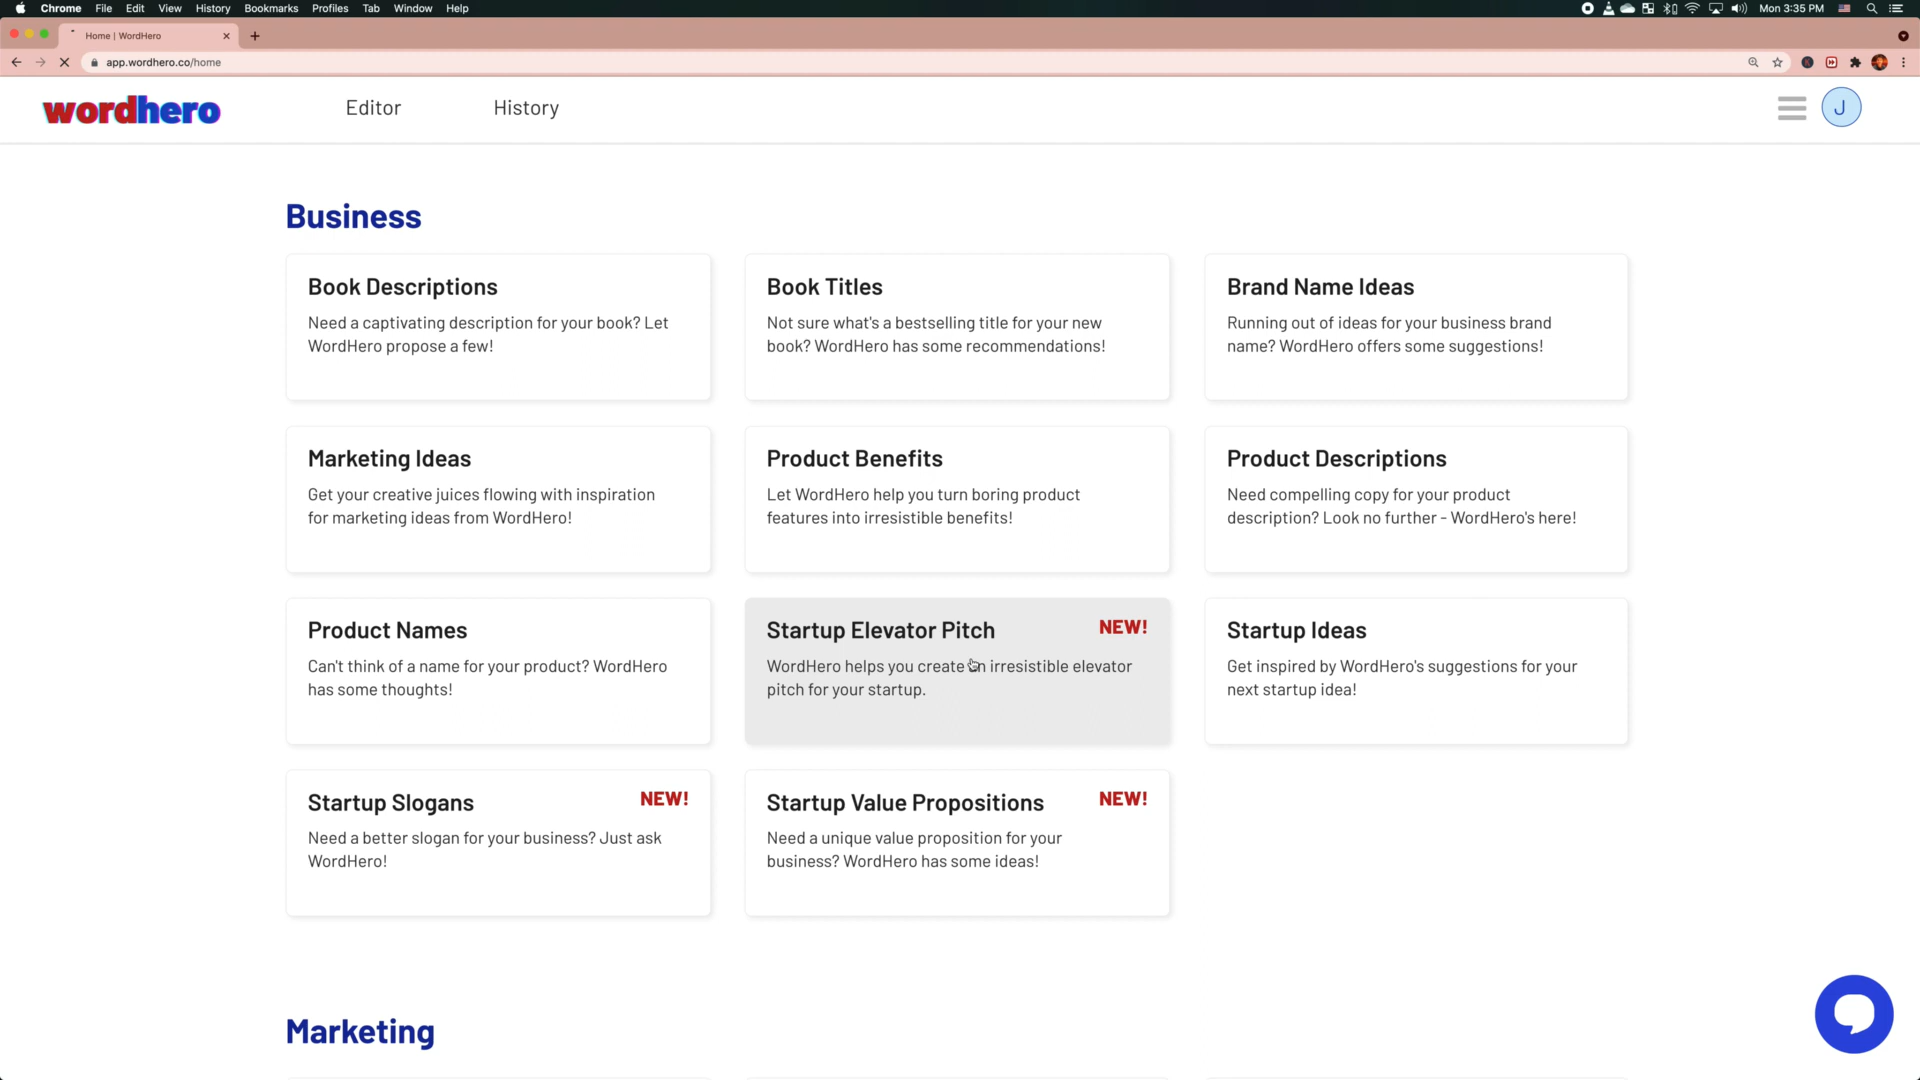 Chrome File Edit View History Bookmarks Profiles Tab Window Help Mon 3:35 PM
Home | WordHero
app.wordhero.co/home
wordhero Editor History J
Business
Book Descriptions
Need a captivating description for your book? Let
WordHero propose a few!
Book Titles
Not sure what's a bestselling title for your new
book? WordHero has some recommendations!
Brand Name Ideas
Running out of ideas for your business brand
name? WordHero offers some suggestions!
Marketing Ideas
Get your creative juices flowing with inspiration
for marketing ideas from WordHero!
Product Benefits
Let WordHero help you turn boring product
features into irresistible benefits!
Product Descriptions
Need compelling copy for your product
description? Look no further - WordHero's here!
Product Names
Can't think of a name for your product? WordHero
has some thoughts!
Startup Elevator Pitch NEW!
WordHero helps you create an irresistible elevator
pitch for your startup.
Startup Ideas
Get inspired by WordHero's suggestions for your
next startup idea!
Startup Slogans NEW!
Need a better slogan for your business? Just ask
WordHero!
Startup Value Propositions NEW!
Need a unique value proposition for your
business? WordHero has some ideas!
Marketing